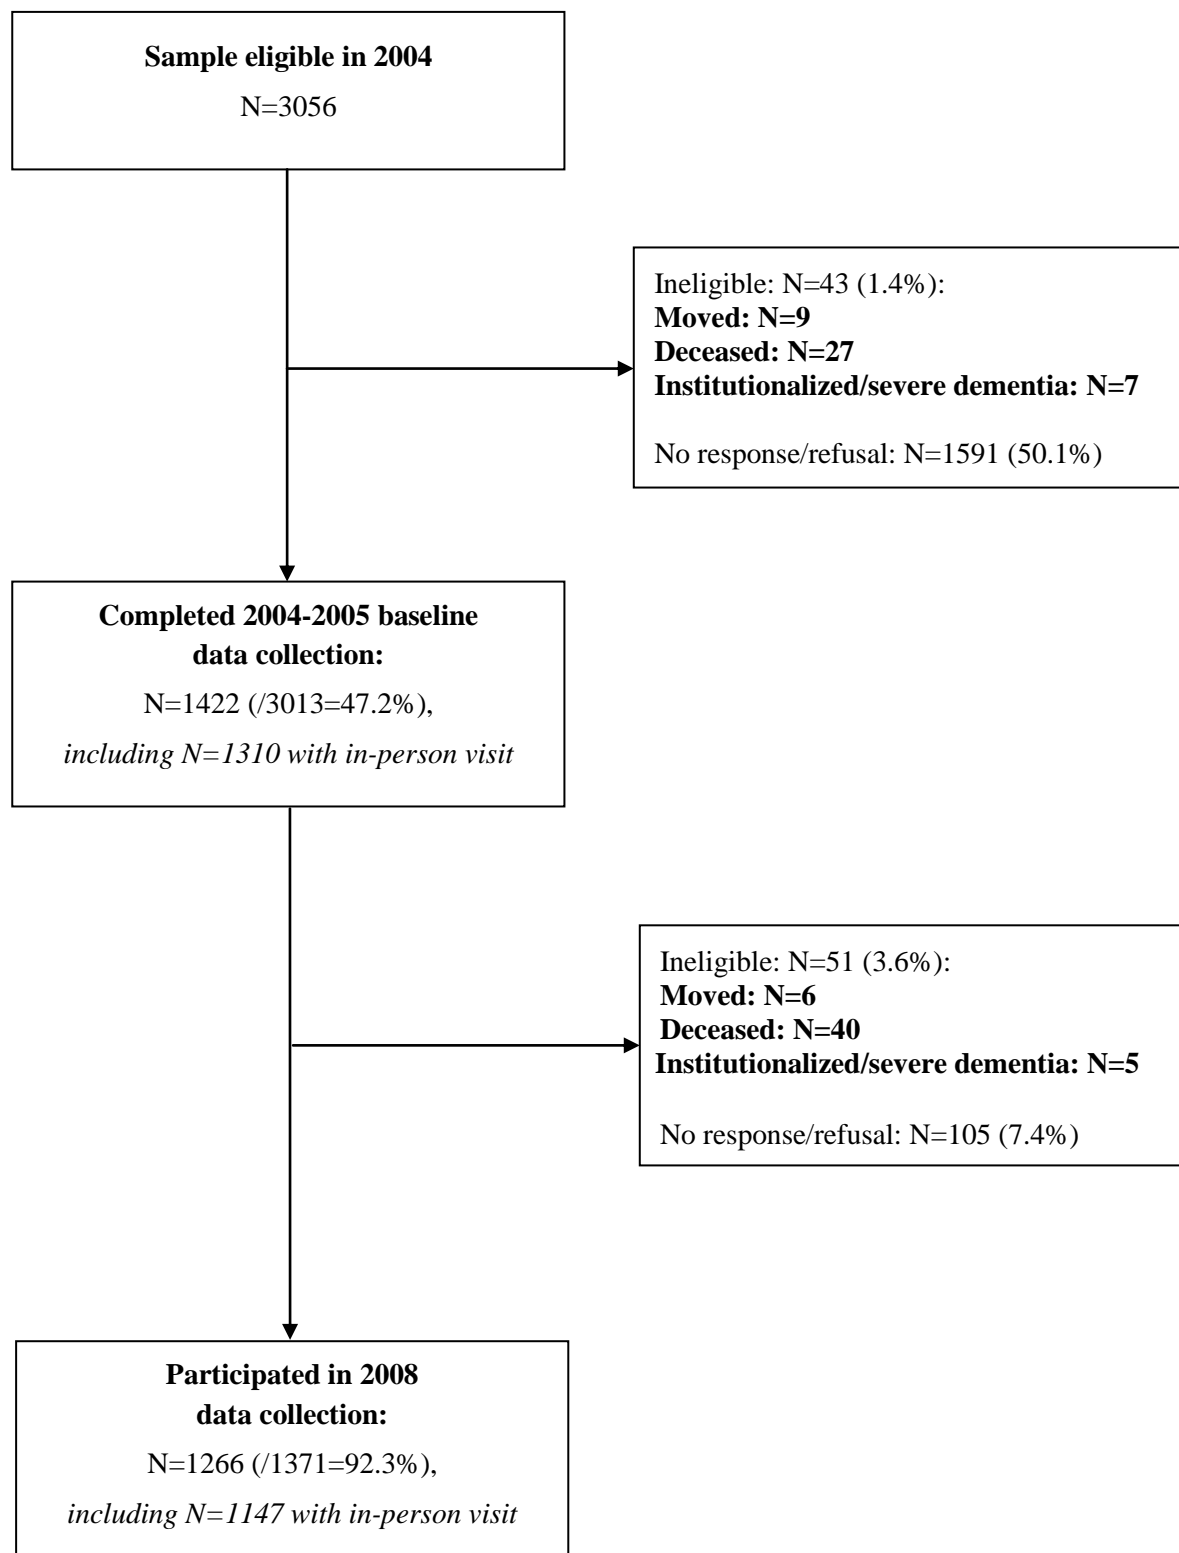 Sample eligible in 2004
N=3056
Ineligible: N=43 (1.4%):
Moved: N=9
Deceased: N=27
Institutionalized/severe dementia: N=7
No response/refusal: N=1591 (50.1%)
Completed 2004-2005 baseline
data collection:
N=1422 (/3013=47.2%),
including N=1310 with in-person visit
Ineligible: N=51 (3.6%):
Moved: N=6
Deceased: N=40
Institutionalized/severe dementia: N=5
No response/refusal: N=105 (7.4%)
Participated in 2008
data collection:
N=1266 (/1371=92.3%),
including N=1147 with in-person visit